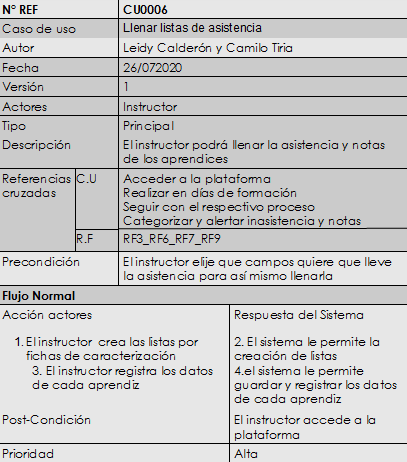 N° REF CU0006
Caso de uso Llenar listas de asistencia
Autor Leidy Calderón y Camilo Tiria
Fecha 26/072020
Versión 1
Actores Instructor
Tipo Principal
Descripción El instructor podrá llenar la asistencia y notas
de los aprendices
Referencias C.U Acceder a la plataforma
cruzadas Realizar en días de formación
Seguir con el respectivo proceso
Categorizar y alertar inasistencia y notas
R.F RF3_RF6_RF7_RF9
Precondición El instructor elije que campos quiere que lleve
la asistencia para así mismo llenarla
Flujo Normal
Acción actores Respuesta del Sistema
1. El instructor crea las listas por 2. El sistema le permite la
fichas de caracterización creación de listas
3. El instructor registra los datos 4.el sistema le permite
de cada aprendiz guardar y registrar los datos
de cada aprendiz
Post-Condición El instructor accede a la
plataforma
Prioridad Alta